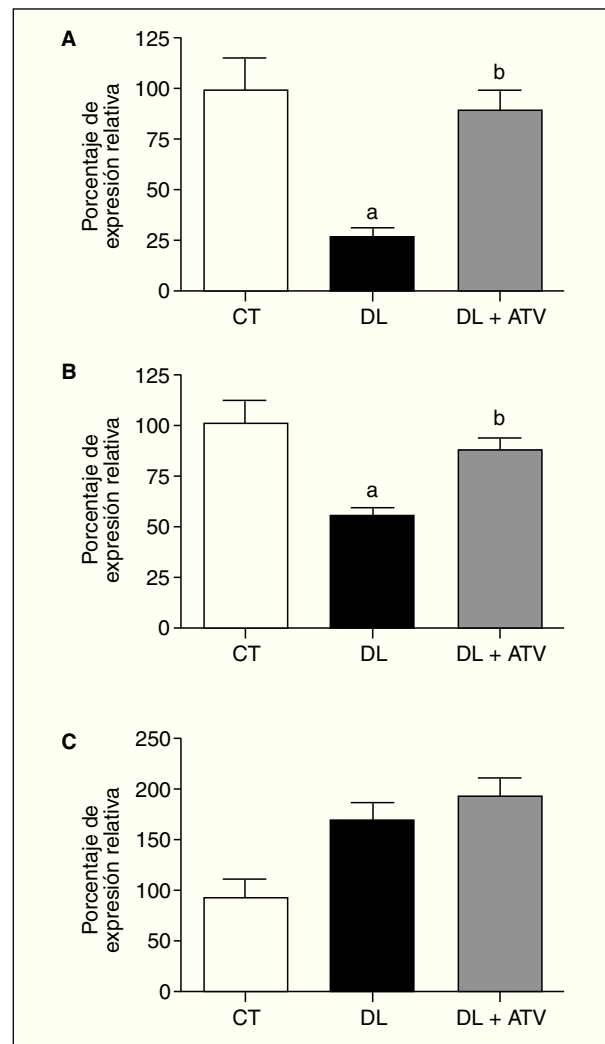 A
Porcentaje de
expresión relativa
125
100
75
50
25
0
a
b
CT
DL
DL + ATV
B
Porcentaje de
expresión relativa
125
100
75
50
25
0
a
b
CT
DL
DL + ATV
C
Porcentaje de
expresión relativa
250
200
150
100
50
0
CT
DL
DL + ATV